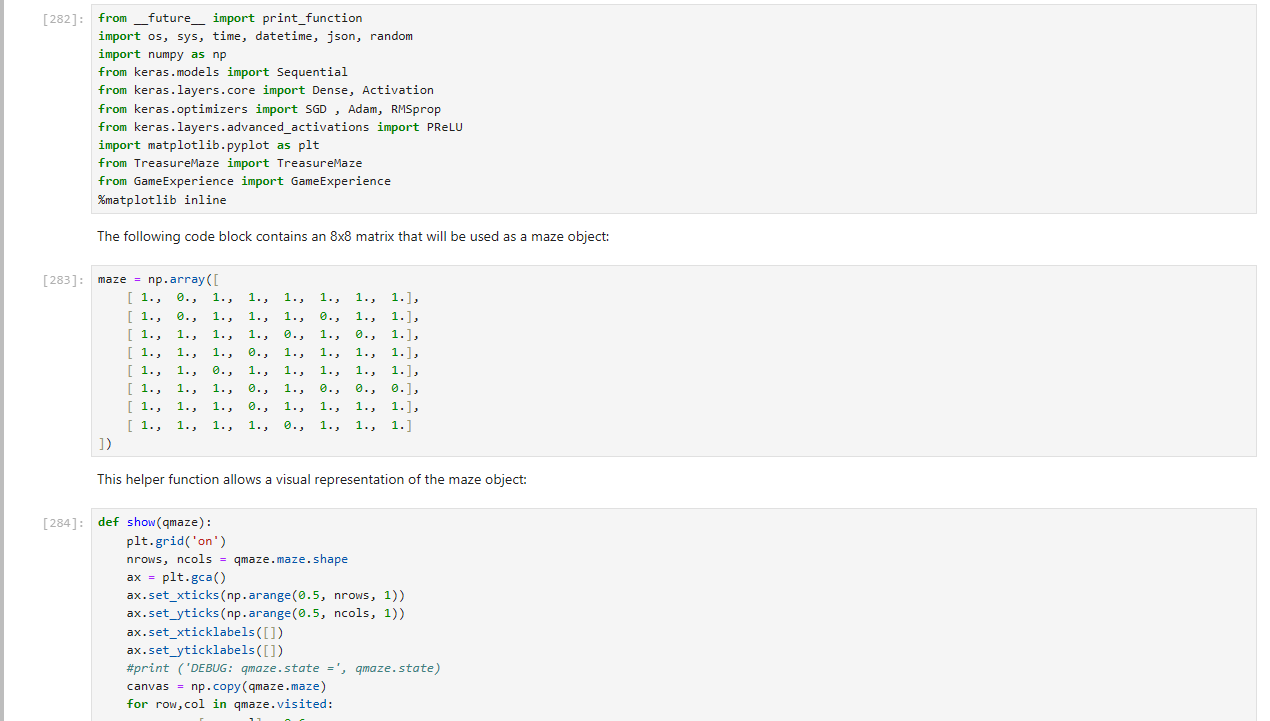 [282]:
from __future__ import print_function
import os, sys, time, datetime, json, random
import numpy as np
from keras.models import Sequential
from keras.layers.core import Dense, Activation
from keras.optimizers import SGD , Adam, RMSprop
from keras.layers.advanced_activations import PReLU
import matplotlib.pyplot as plt
from TreasureMaze import TreasureMaze
from GameExperience import GameExperience
%matplotlib inline
The following code block contains an 8x8 matrix that will be used as a maze object:
[283]:
maze = np.array([
    [ 1.,  0.,  1.,  1.,  1.,  1.,  1.,  1.],
    [ 1.,  0.,  1.,  1.,  1.,  0.,  1.,  1.],
    [ 1.,  1.,  1.,  1.,  0.,  1.,  0.,  1.],
    [ 1.,  1.,  1.,  0.,  1.,  1.,  1.,  1.],
    [ 1.,  1.,  0.,  1.,  1.,  1.,  1.,  1.],
    [ 1.,  1.,  1.,  0.,  1.,  0.,  0.,  0.],
    [ 1.,  1.,  1.,  0.,  1.,  1.,  1.,  1.],
    [ 1.,  1.,  1.,  1.,  0.,  1.,  1.,  1.]
])
This helper function allows a visual representation of the maze object:
[284]:
def show(qmaze):
    plt.grid('on')
    nrows, ncols = qmaze.maze.shape
    ax = plt.gca()
    ax.set_xticks(np.arange(0.5, nrows, 1))
    ax.set_yticks(np.arange(0.5, ncols, 1))
    ax.set_xticklabels([])
    ax.set_yticklabels([])
    #print ('DEBUG: qmaze.state =', qmaze.state)
    canvas = np.copy(qmaze.maze)
    for row,col in qmaze.visited: